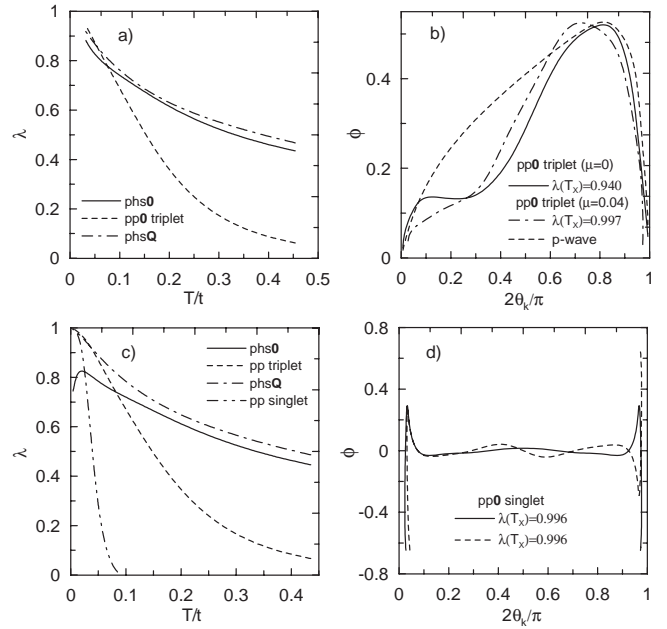 a)
λ
1
0.8
0.6
0.4
0.2
0
phs0
pp0 triplet
phsQ
0 0.1 0.2 0.3 0.4 0.5
T/t
b)
ϕ
0.4
0.2
0
pp0 triplet (μ=0)
λ(Tₓ)=0.940
pp0 triplet (μ=0.04)
λ(Tₓ)=0.997
p-wave
0 0.2 0.4 0.6 0.8 1
2θₖ/π
c)
λ
1
0.8
0.6
0.4
0.2
0
phs0
pp triplet
phsQ
pp singlet
0 0.1 0.2 0.3 0.4
T/t
d)
ϕ
0.8
0.4
0
-0.4
-0.8
pp0 singlet
λ(Tₓ)=0.996
λ(Tₓ)=0.996
0 0.2 0.4 0.6 0.8 1
2θₖ/π